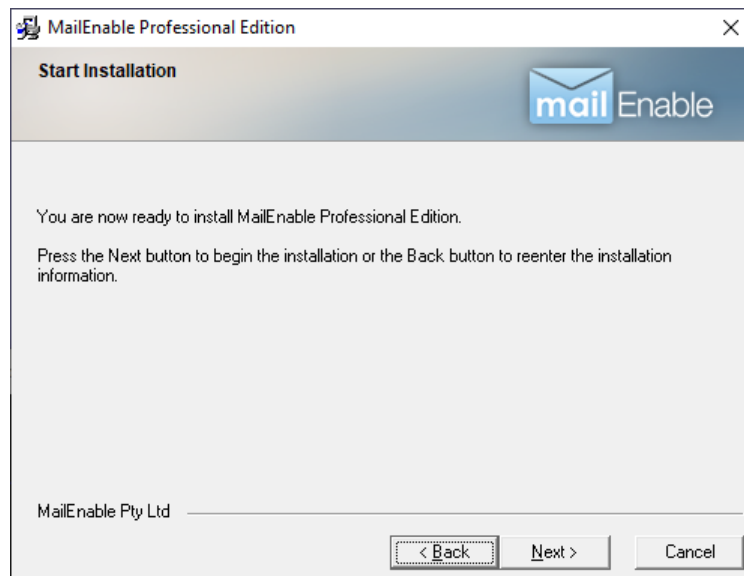 MailEnable Professional Edition
Start Installation
mail Enable
You are now ready to install MailEnable Professional Edition.
Press the Next button to begin the installation or the Back button to reenter the installation
information.
MailEnable Pty Ltd
< Back
Next >
Cancel